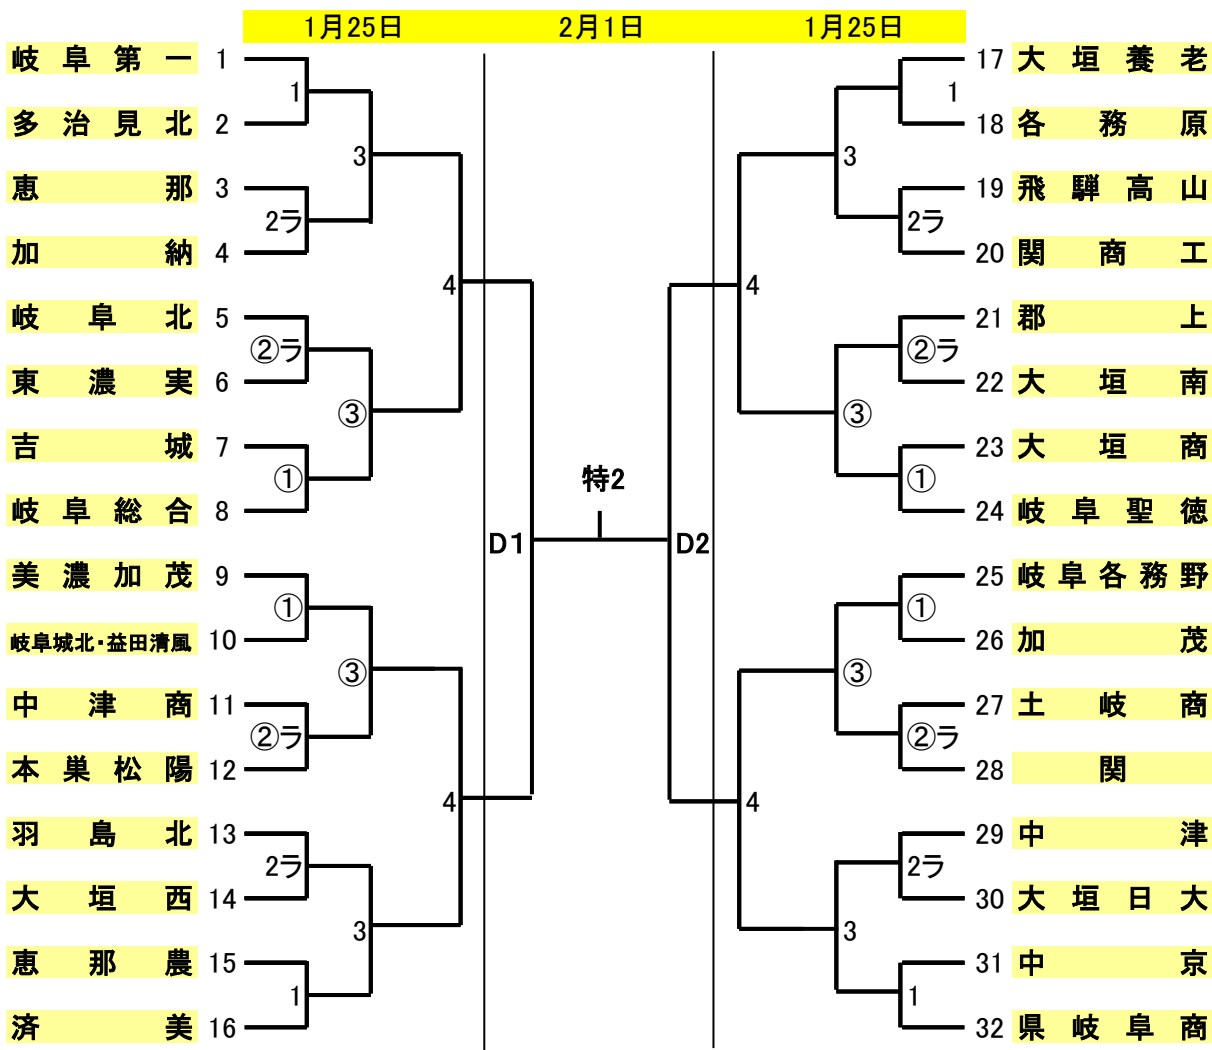 1月25日 2月1日 1月25日
岐阜第一 1 17 大垣養老
1 1
多治見北 2 18 各務原
3 3
恵那 3 19 飛騨高山
2ラ 2ラ
加納 4 20 関商工
4 4
岐阜北 5 21 郡上
②ラ ②ラ
東濃実 6 22 大垣南
③ ③
吉城 7 23 大垣商
① 特2 ①
岐阜総合 8 24 岐阜聖徳
D1 D2
美濃加茂 9 25 岐阜各務野
① ①
岐阜城北・益田清風 10 26 加茂
③ ③
中津商 11 27 土岐商
②ラ ②ラ
本巣松陽 12 28 関
4 4
羽島北 13 29 中津
2ラ 2ラ
大垣西 14 30 大垣日大
3 3
恵那農 15 31 中京
1 1
済美 16 32 県岐阜商